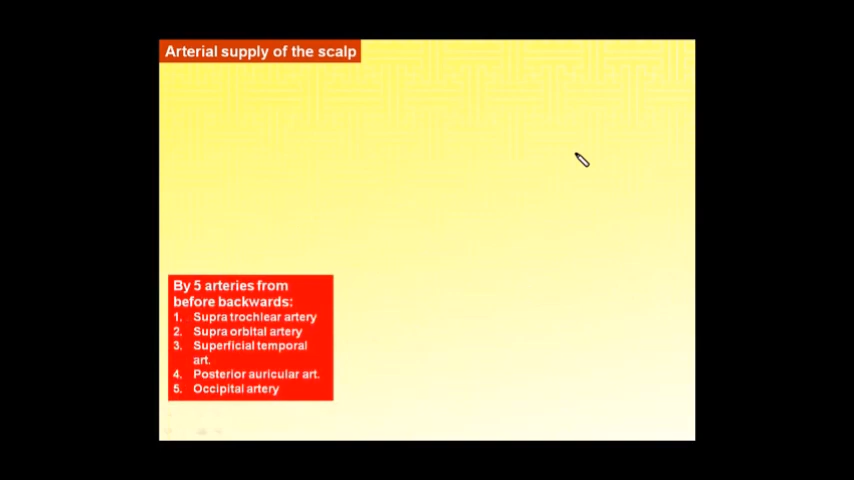 Arterial supply of the scalp
By 5 arteries from
before backwards:
1. Supra trochlear artery
2. Supra orbital artery
3. Superficial temporal
art.
4. Posterior auricular art.
5. Occipital artery